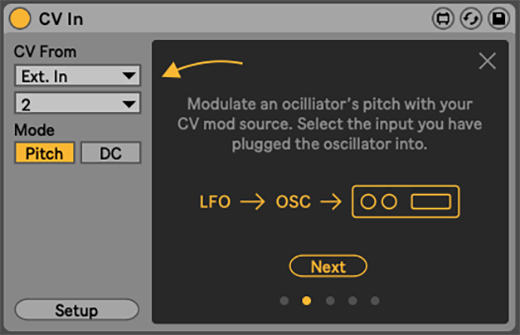 CV In
CV From
Ext. In
2
Mode
Pitch DC
Setup
Modulate an ocilliator's pitch with your
CV mod source. Select the input you have
plugged the oscillator into.
LFO → OSC →
Next